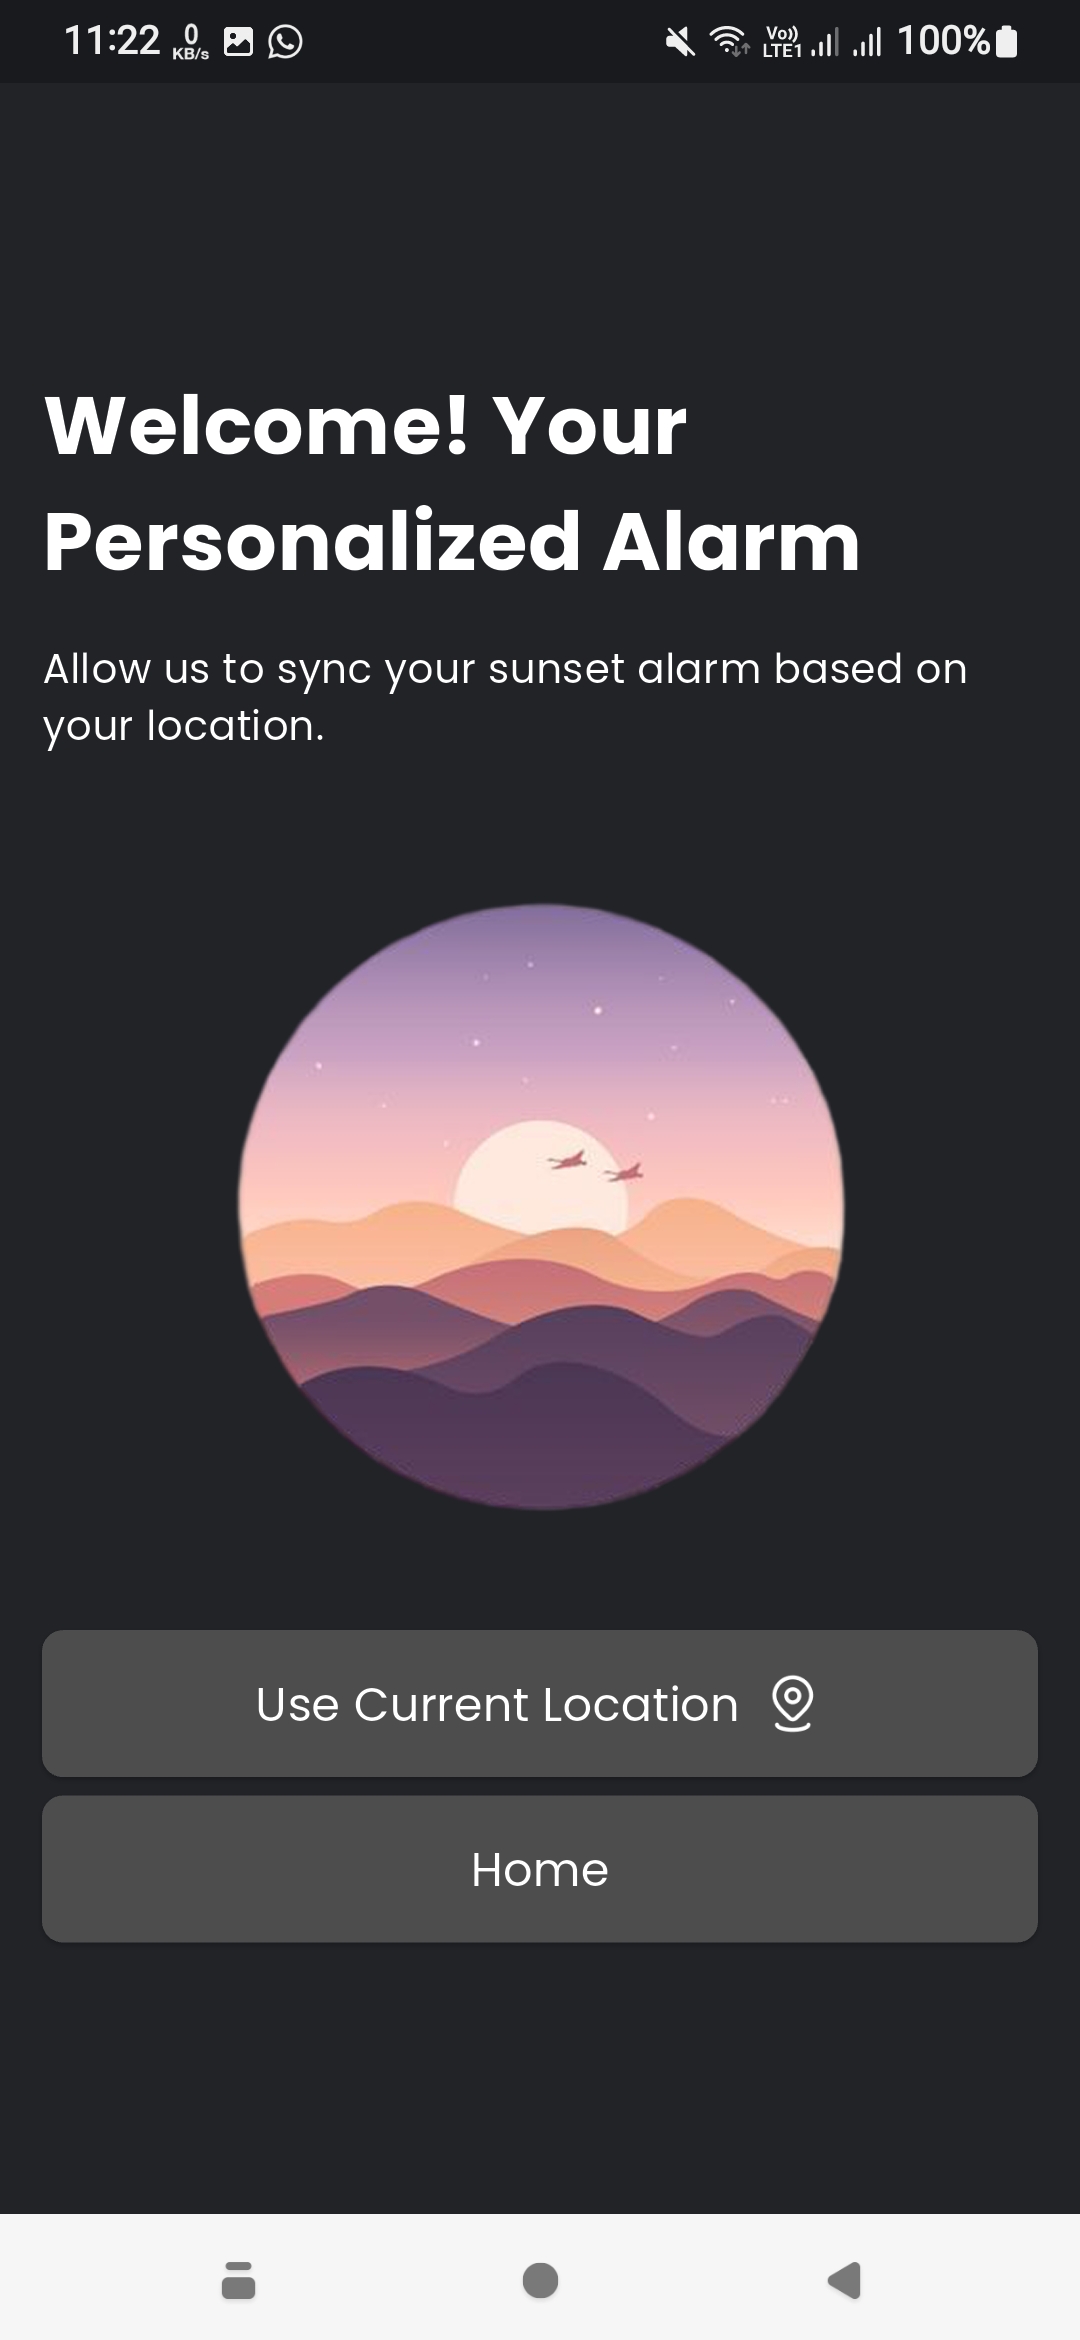 11:22 0 KB/s Vo)) LTE1 100%
Welcome! Your
Personalized Alarm
Allow us to sync your sunset alarm based on
your location.
Use Current Location
Home